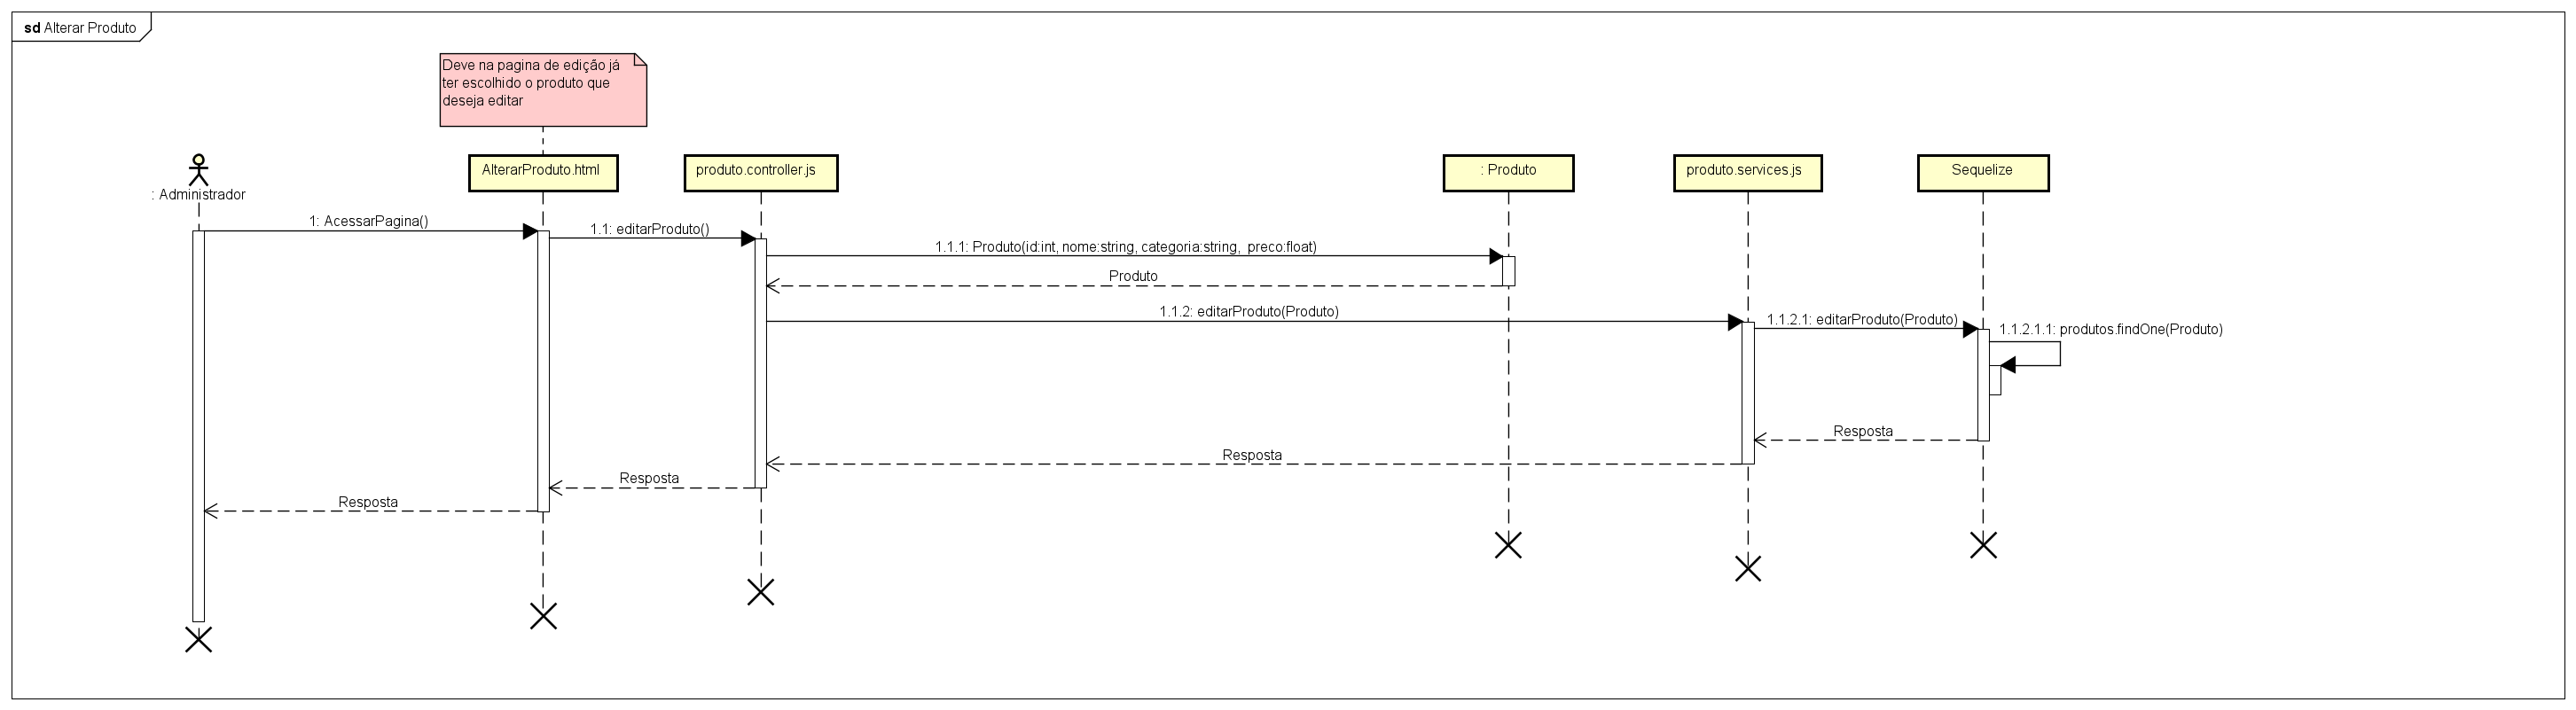 sd Alterar Produto
Deve na pagina de edição já
ter escolhido o produto que
deseja editar
: Administrador
AlterarProduto.html
produto.controller.js
: Produto
produto.services.js
Sequelize
1: AcessarPagina()
1.1: editarProduto()
1.1.1: Produto(id:int, nome:string, categoria:string,  preco:float)
Produto
1.1.2: editarProduto(Produto)
1.1.2.1: editarProduto(Produto)
1.1.2.1.1: produtos.findOne(Produto)
Resposta
Resposta
Resposta
Resposta